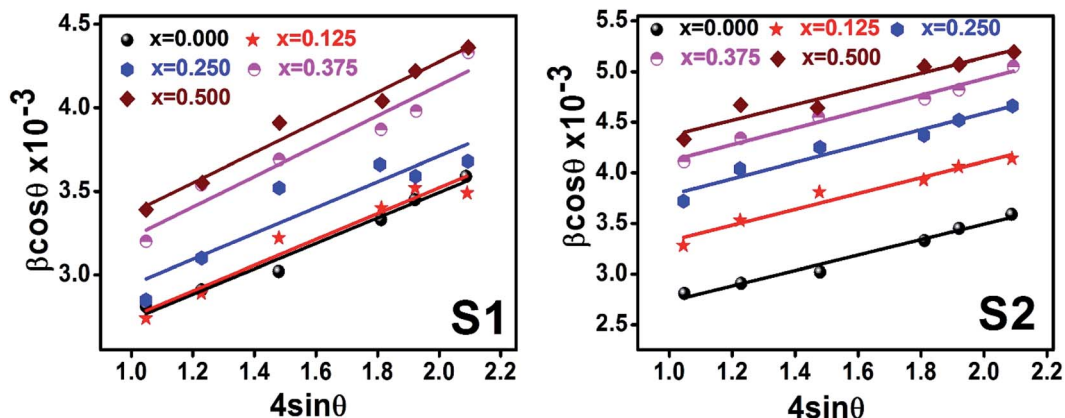 βcosθ x10⁻³
4.5
4.0
3.5
3.0
x=0.000 x=0.125
x=0.250 x=0.375
x=0.500
S1
1.0 1.2 1.4 1.6 1.8 2.0 2.2
4sinθ
βcosθ x10⁻³
5.5
5.0
4.5
4.0
3.5
3.0
2.5
x=0.000 x=0.125 x=0.250
x=0.375 x=0.500
S2
1.0 1.2 1.4 1.6 1.8 2.0 2.2
4sinθ